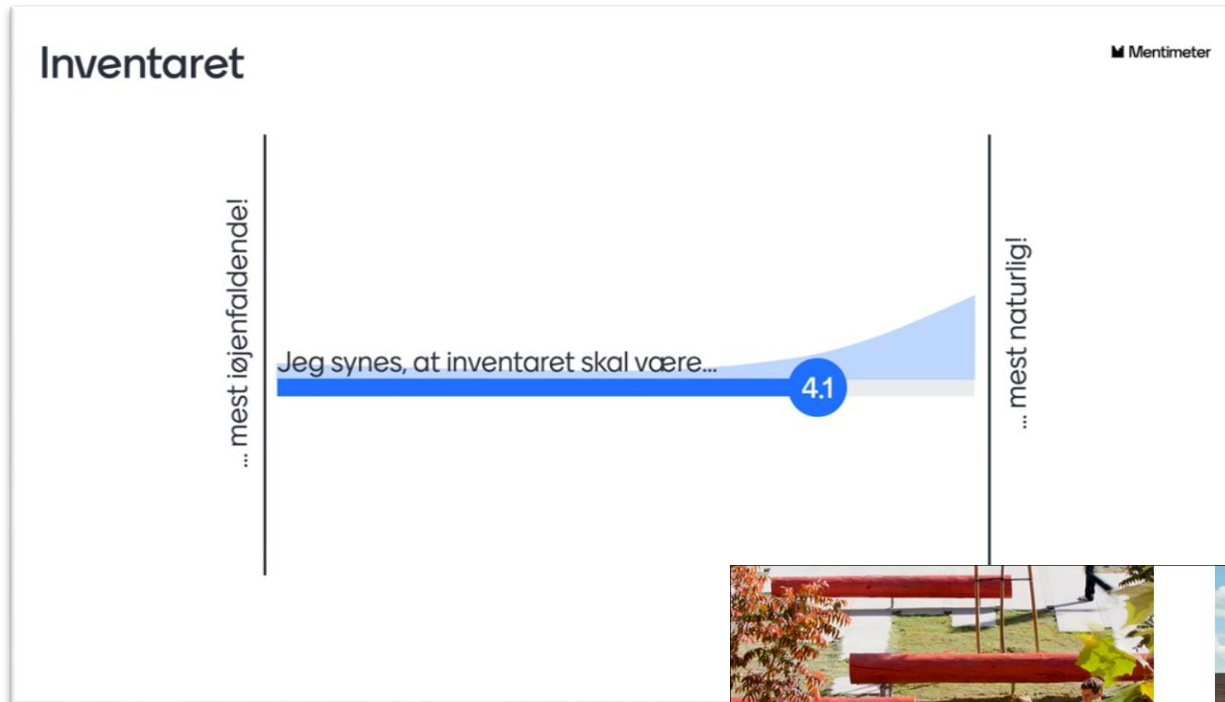 Inventaret
Mentimeter
... mest iøjenfaldende!
Jeg synes, at inventaret skal være...
4.1
... mest naturlig!